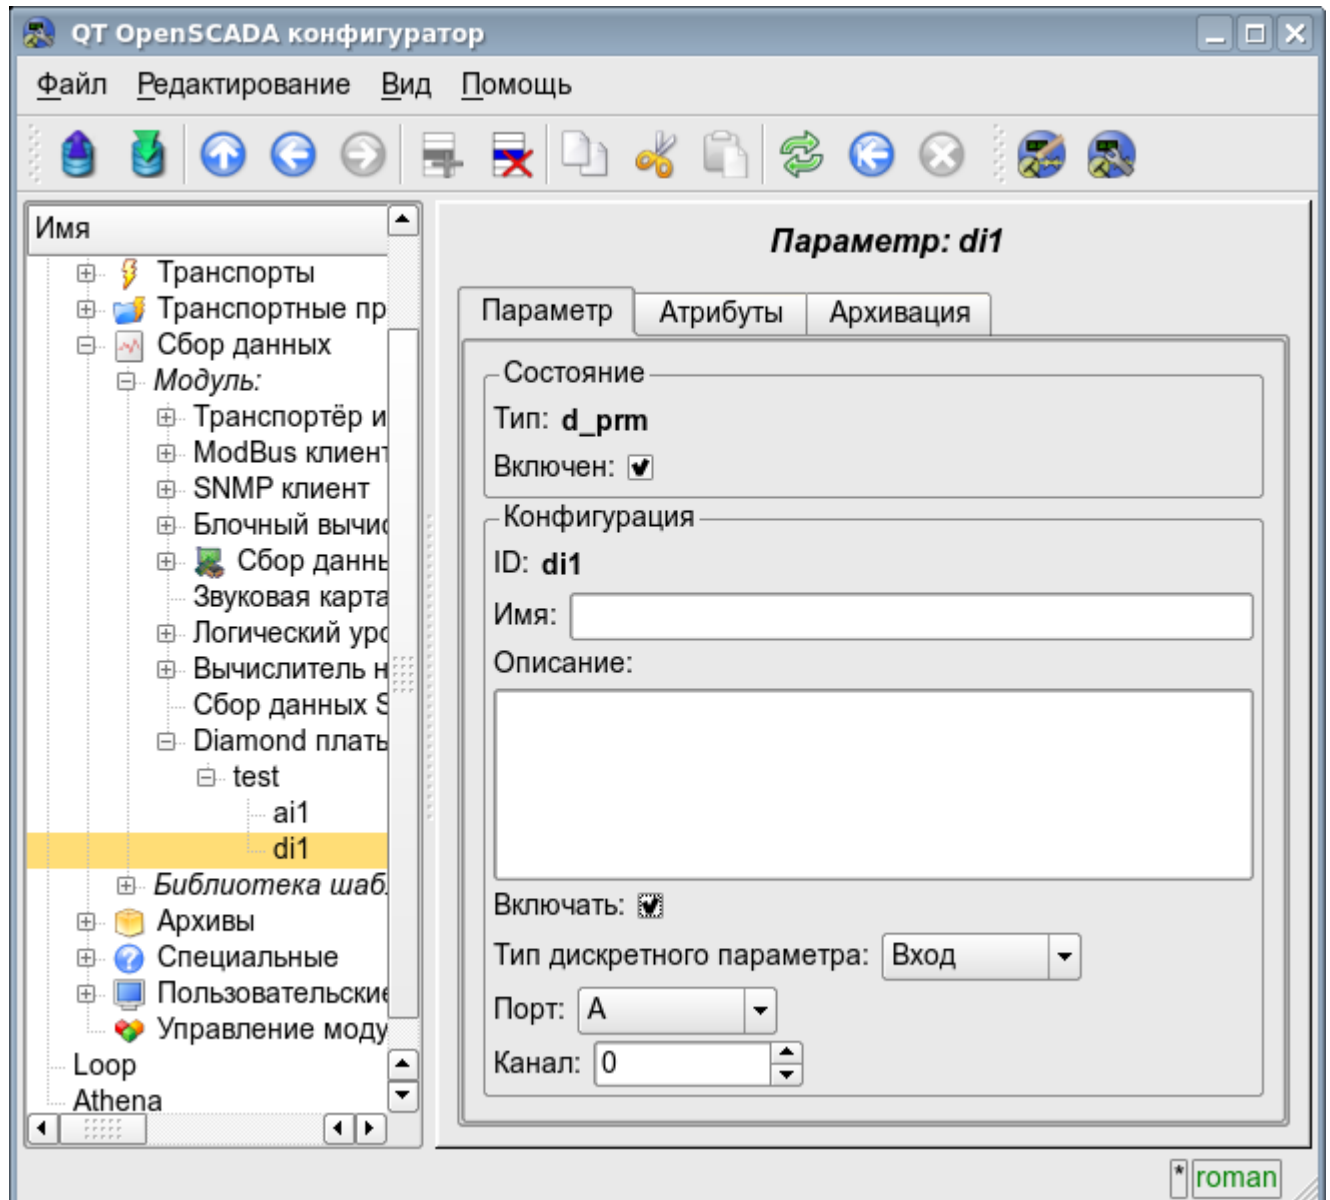 QT OpenSCADA конфигуратор
Файл Редактирование Вид Помощь
Имя
Транспорты
Транспортные пр
Сбор данных
Модуль:
Транспортёр и
ModBus клиент
SNMP клиент
Блочный вычис
Сбор данны
Звуковая карта
Логический уро
Вычислитель н
Сбор данных S
Diamond платы
test
ai1
di1
Библиотека шаб
Архивы
Специальные
Пользовательские
Управление моду
Loop
Athena
Параметр: di1
Параметр Атрибуты Архивация
Состояние
Тип: d_prm
Включен:
Конфигурация
ID: di1
Имя:
Описание:
Включать:
Тип дискретного параметра: Вход
Порт: A
Канал: 0
* roman